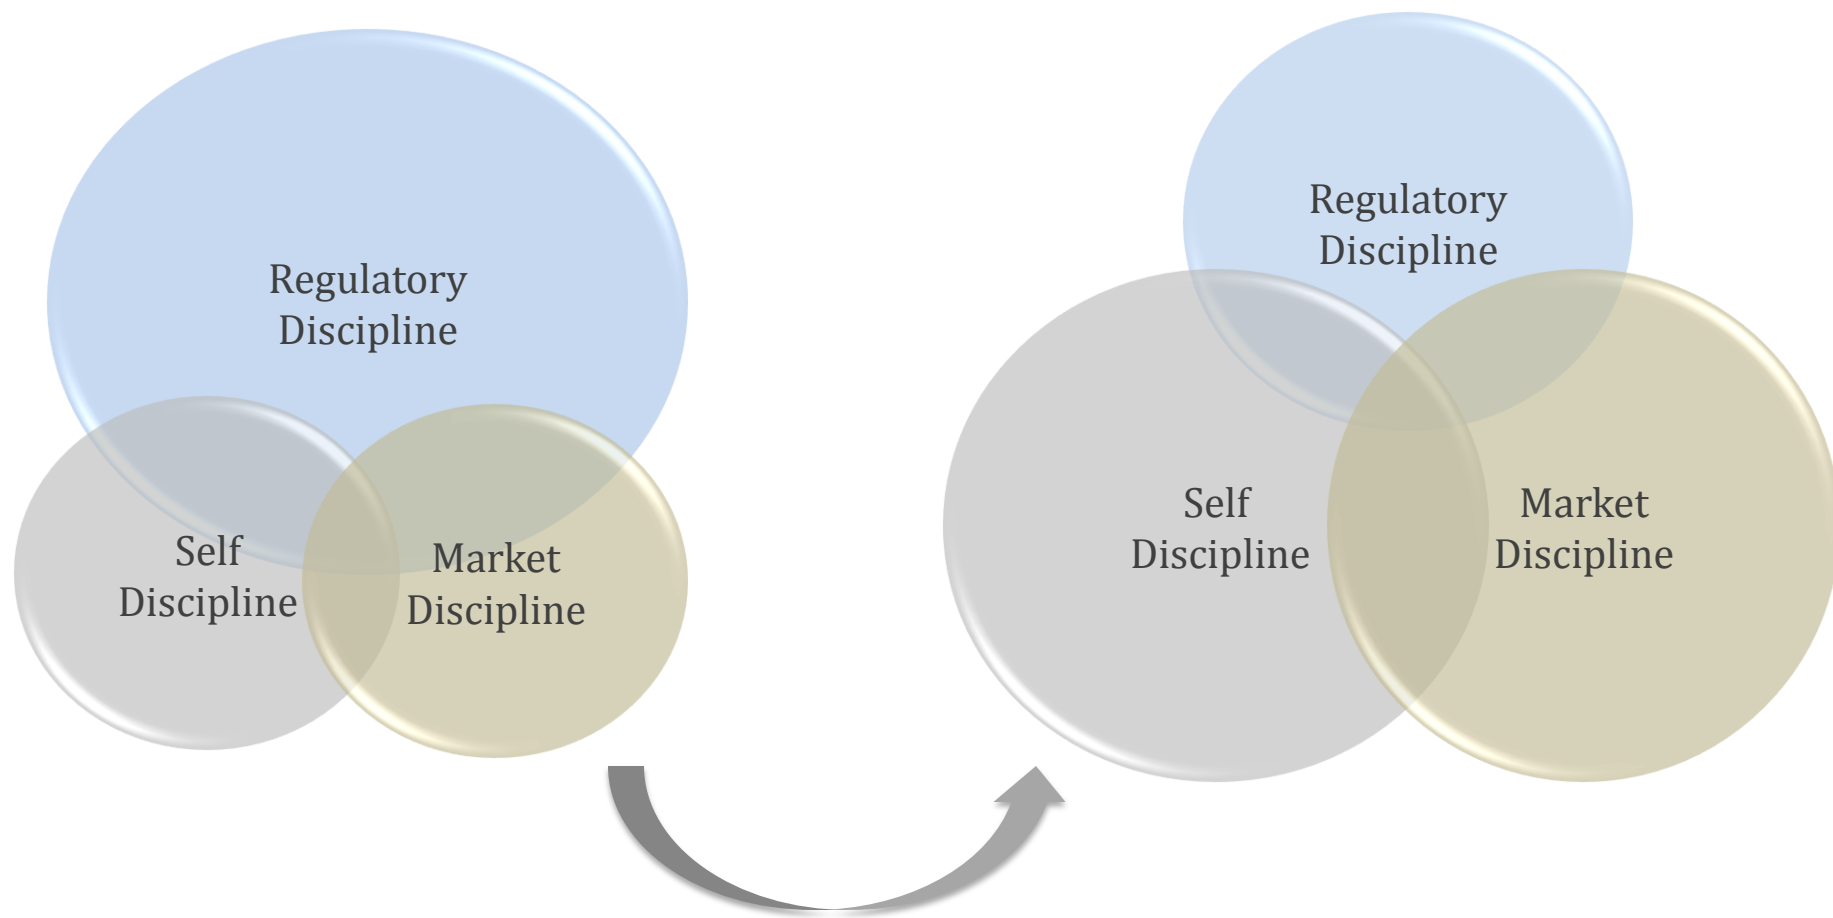 Regulatory
Discipline
Self
Discipline
Market
Discipline
Regulatory
Discipline
Self
Discipline
Market
Discipline